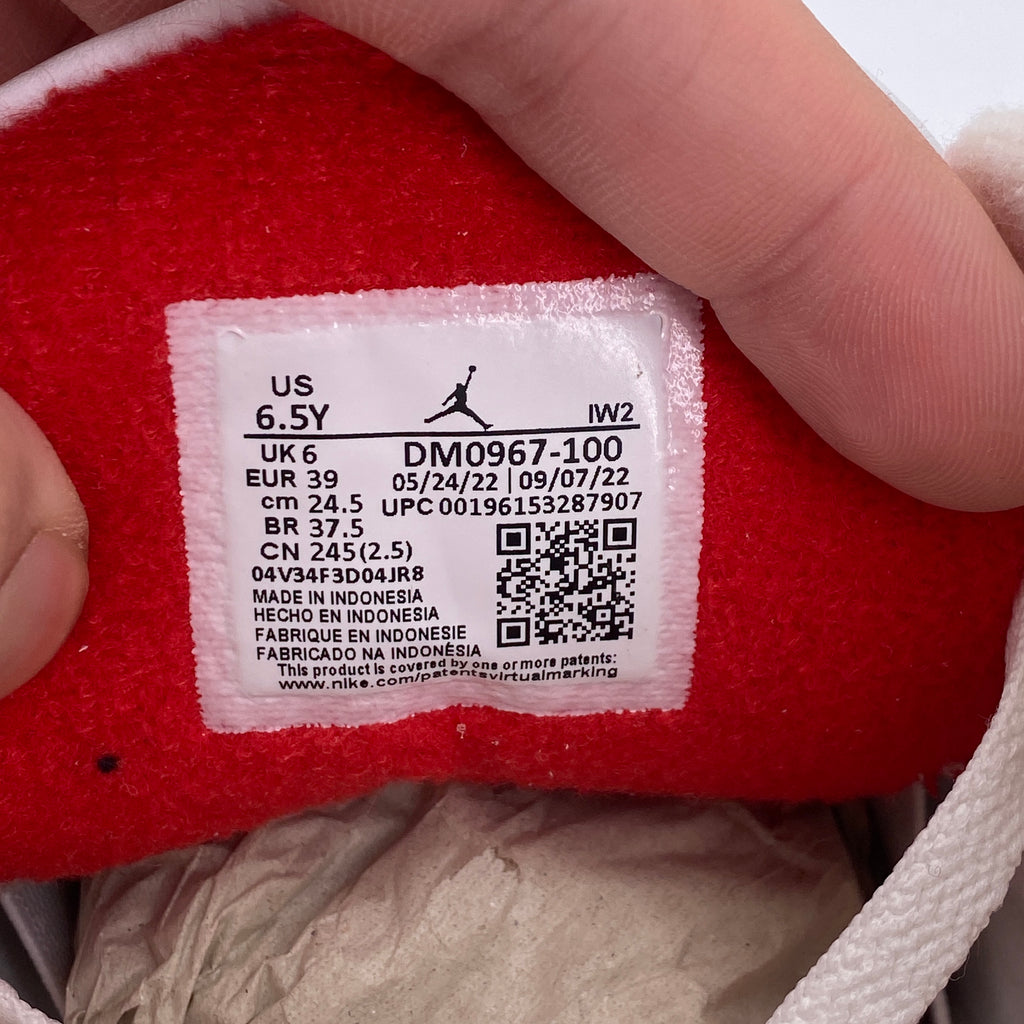 US
6.5Y
IW2
UK 6
DM0967-100
EUR 39
05/24/22 | 09/07/22
cm 24.5
UPC 00196153287907
BR 37.5
CN 245(2.5)
04V34F3D04JR8
MADE IN INDONESIA
HECHO EN INDONESIA
FABRIQUE EN INDONESIE
FABRICADO NA INDONÉSIA
This product is covered by one or more patents:
www.nike.com/patentsvirtualmarking